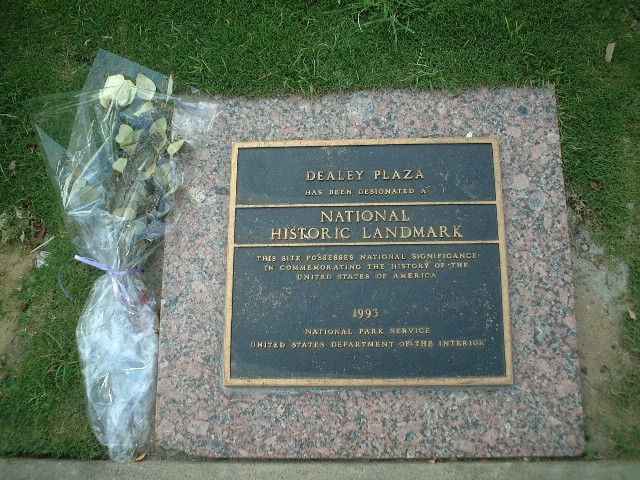 DEALEY PLAZA
HAS BEEN DESIGNATED A
NATIONAL
HISTORIC LANDMARK
THIS SITE POSSESSES NATIONAL SIGNIFICANCE
IN COMMEMORATING THE HISTORY OF THE
UNITED STATES OF AMERICA
1993
NATIONAL PARK SERVICE
UNITED STATES DEPARTMENT OF THE INTERIOR